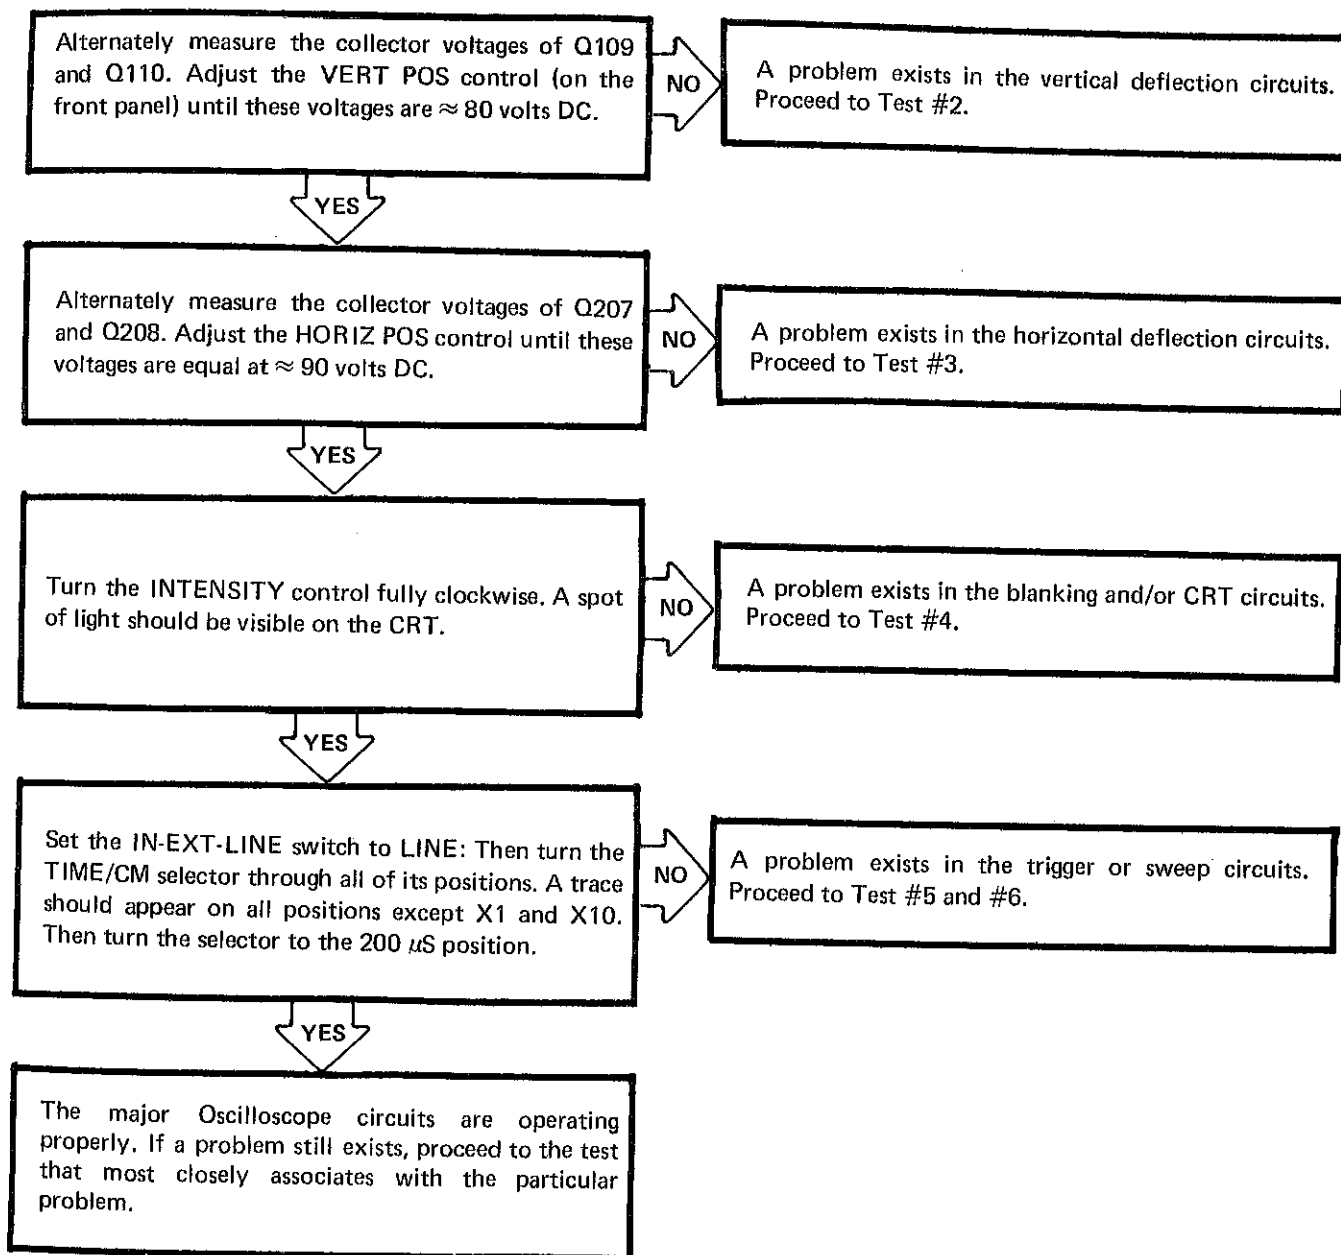 Alternately measure the collector voltages of Q109
and Q110. Adjust the VERT POS control (on the
front panel) until these voltages are ≈ 80 volts DC.
NO
A problem exists in the vertical deflection circuits.
Proceed to Test #2.
YES
Alternately measure the collector voltages of Q207
and Q208. Adjust the HORIZ POS control until these
voltages are equal at ≈ 90 volts DC.
NO
A problem exists in the horizontal deflection circuits.
Proceed to Test #3.
YES
Turn the INTENSITY control fully clockwise. A spot
of light should be visible on the CRT.
NO
A problem exists in the blanking and/or CRT circuits.
Proceed to Test #4.
YES
Set the IN-EXT-LINE switch to LINE: Then turn the
TIME/CM selector through all of its positions. A trace
should appear on all positions except X1 and X10.
Then turn the selector to the 200 μS position.
NO
A problem exists in the trigger or sweep circuits.
Proceed to Test #5 and #6.
YES
The major Oscilloscope circuits are operating
properly. If a problem still exists, proceed to the test
that most closely associates with the particular
problem.